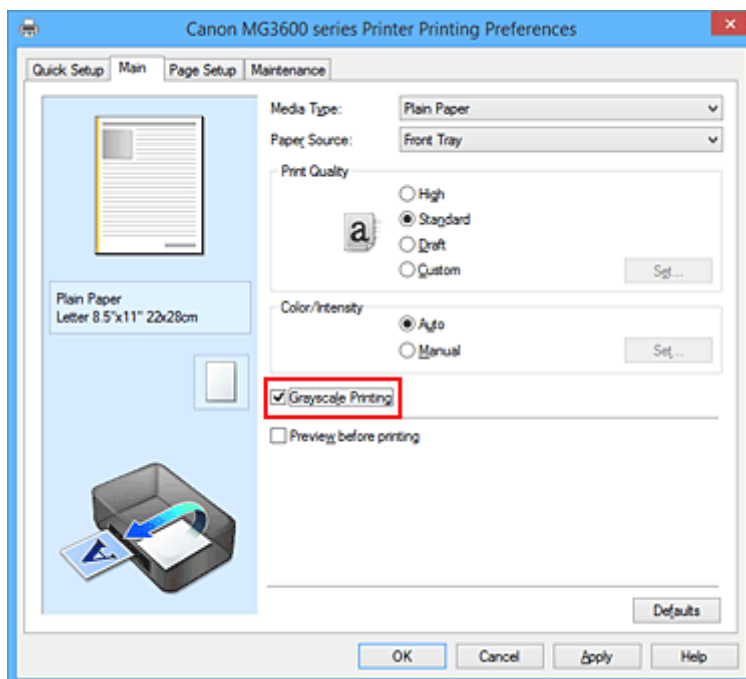 Canon MG3600 series Printer Printing Preferences
Quick Setup Main Page Setup Maintenance
Media Type: Plain Paper
Paper Source: Front Tray
Print Quality
High
a Standard
Draft
Custom Set...
Plain Paper
Letter 8.5"x11" 22x28cm
Color/Intensity
Auto
Manual Set...
Grayscale Printing
Preview before printing
A
Defaults
OK Cancel Apply Help